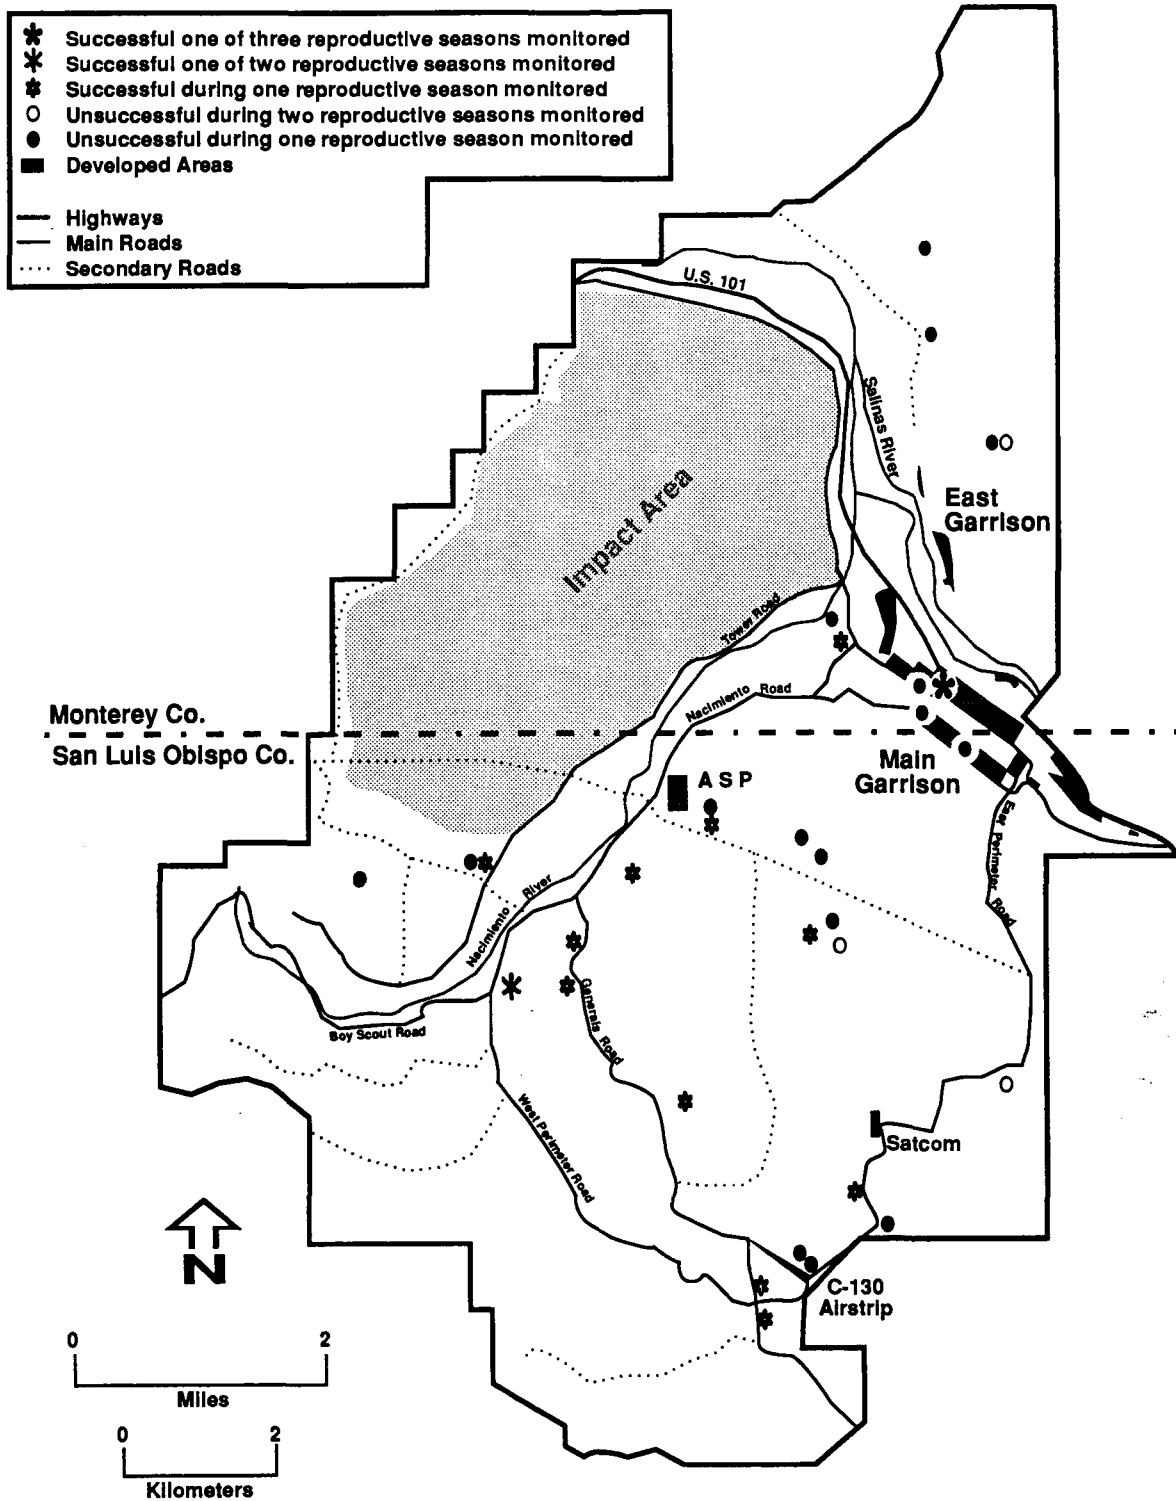 Successful one of three reproductive seasons monitored
Successful one of two reproductive seasons monitored
Successful during one reproductive season monitored
Unsuccessful during two reproductive seasons monitored
Unsuccessful during one reproductive season monitored
Developed Areas
Highways
Main Roads
Secondary Roads
U.S. 101
Salinas River
East
Garrison
Impact Area
Tower Road
Nacimiento Road
Monterey Co.
San Luis Obispo Co.
A S P
Main
Garrison
East Perimeter Road
Nacimiento River
Boy Scout Road
Generals Road
West Perimeter Road
Satcom
N
C-130
Airstrip
0 2
Miles
0 2
Kilometers